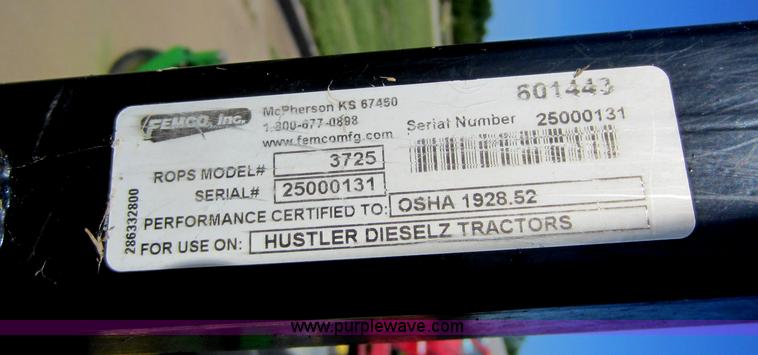 FEMCO, Inc.
McPherson KS 67460
1-800-677-0898
www.femcomfg.com
601443
Serial Number 25000131
ROPS MODEL# 3725
SERIAL# 25000131
PERFORMANCE CERTIFIED TO: OSHA 1928.52
FOR USE ON: HUSTLER DIESELZ TRACTORS
286332800
www.purplewave.com